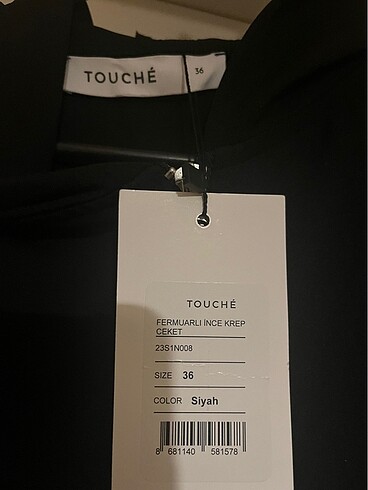 TOUCHÉ
36
TOUCHÉ
FERMUARLI İNCE KREP
CEKET
23S1N008
SIZE 36
COLOR Siyah
8 681140 581578